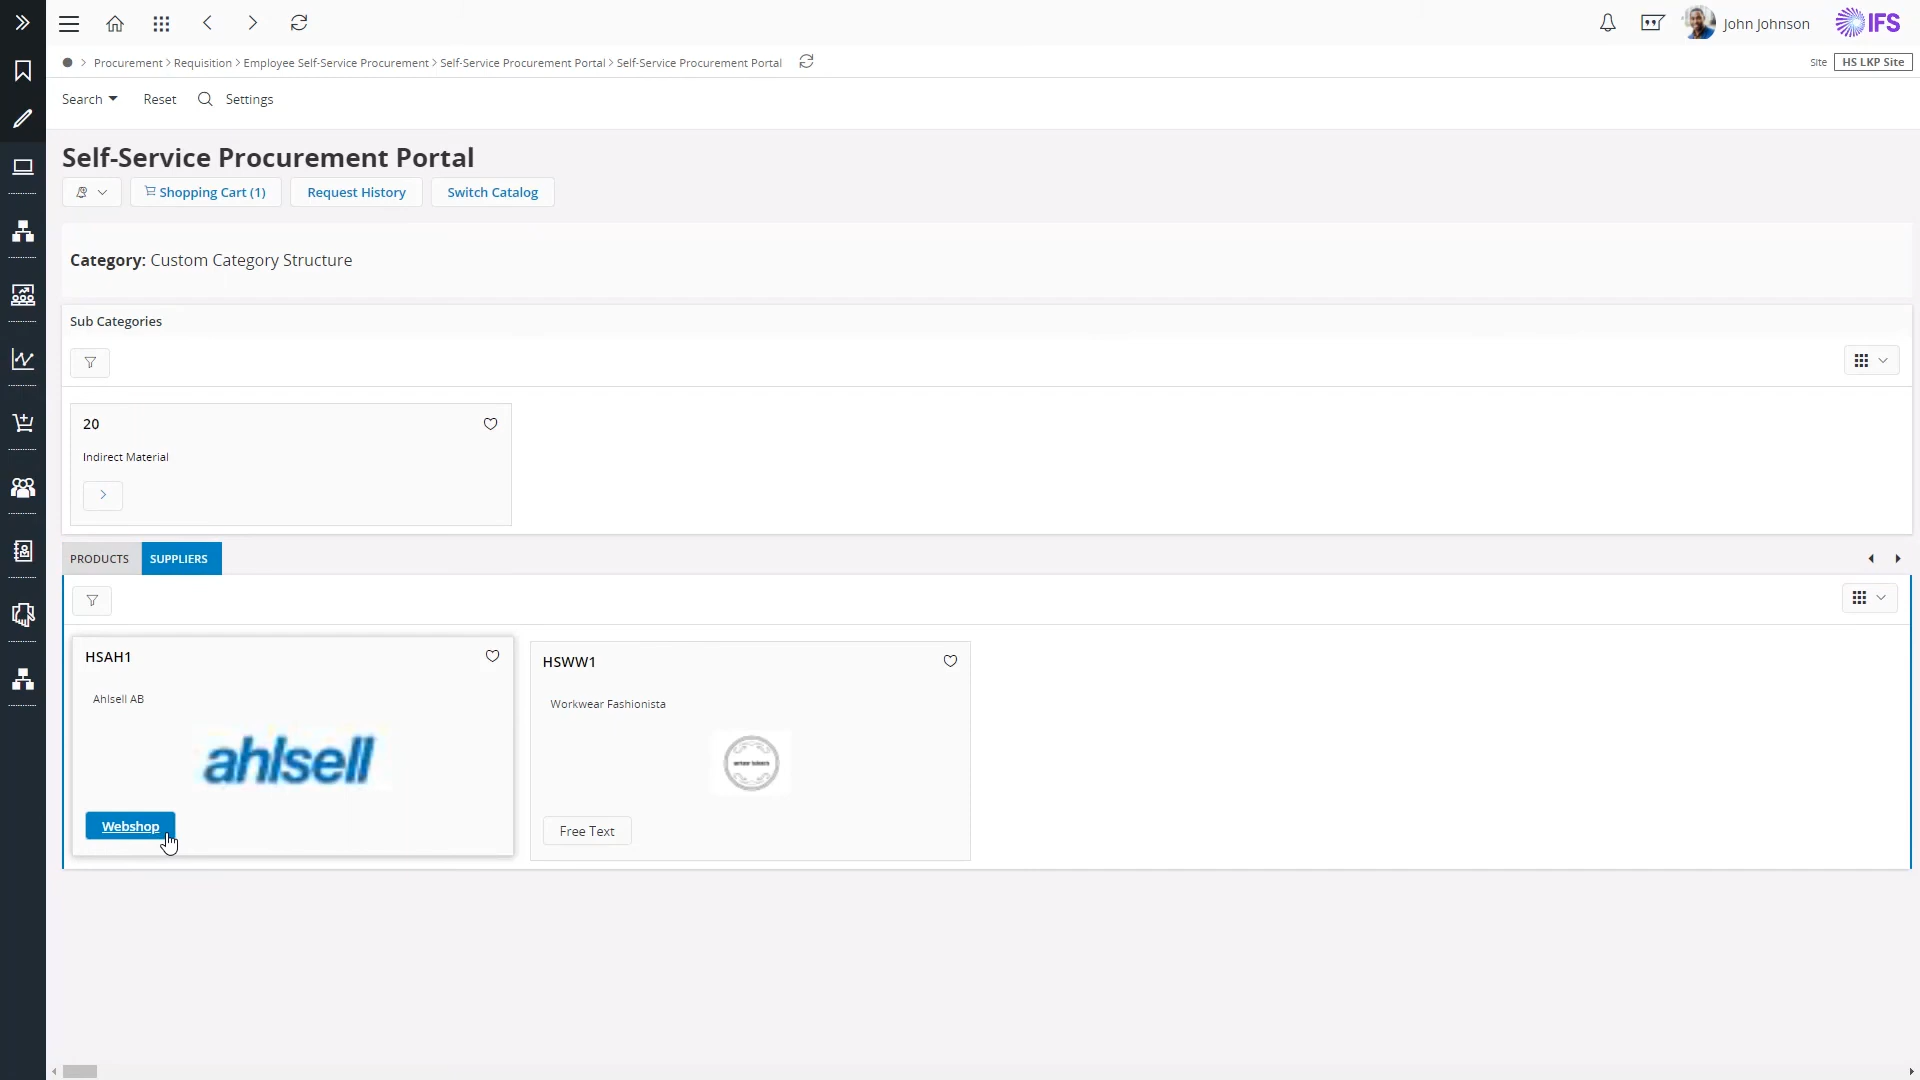 John Johnson
IFS
Procurement > Requisition > Employee Self-Service Procurement > Self-Service Procurement Portal > Self-Service Procurement Portal
Site HS LKP Site
Search Reset Settings
Self-Service Procurement Portal
Shopping Cart (1) Request History Switch Catalog
Category: Custom Category Structure
Sub Categories
20
Indirect Material
PRODUCTS SUPPLIERS
HSAH1
Ahlsell AB
ahlsell
Webshop
HSWW1
Workwear Fashionista
Free Text